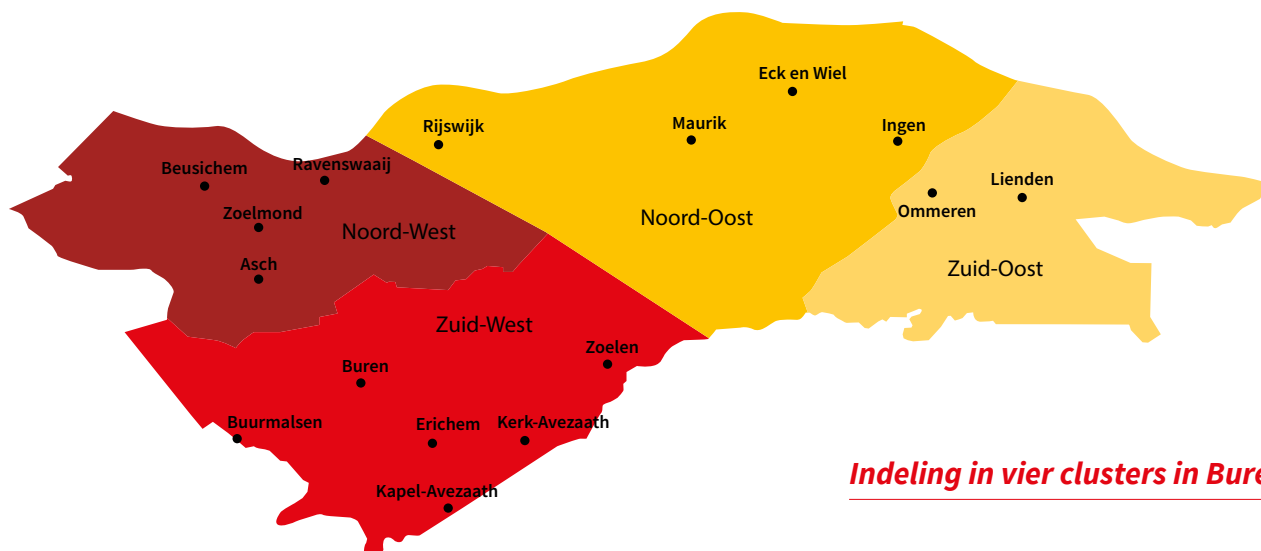 Eck en Wiel
Rijswijk
Maurik
Ingen
Beusichem
Ravenswaaij
Lienden
Zoelmond
Ommeren
Noord-West
Noord-Oost
Asch
Zuid-Oost
Zuid-West
Zoelen
Buren
Buurmalsen
Erichem
Kerk-Avezaath
Kapel-Avezaath
Indeling in vier clusters in Bure